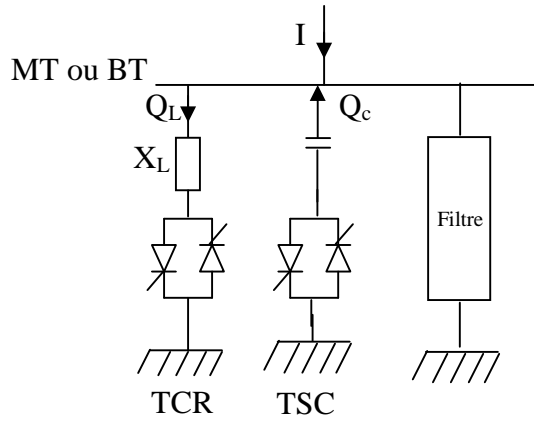 I
MT ou BT
Q_L
Q_c
X_L
Filtre
TCR
TSC